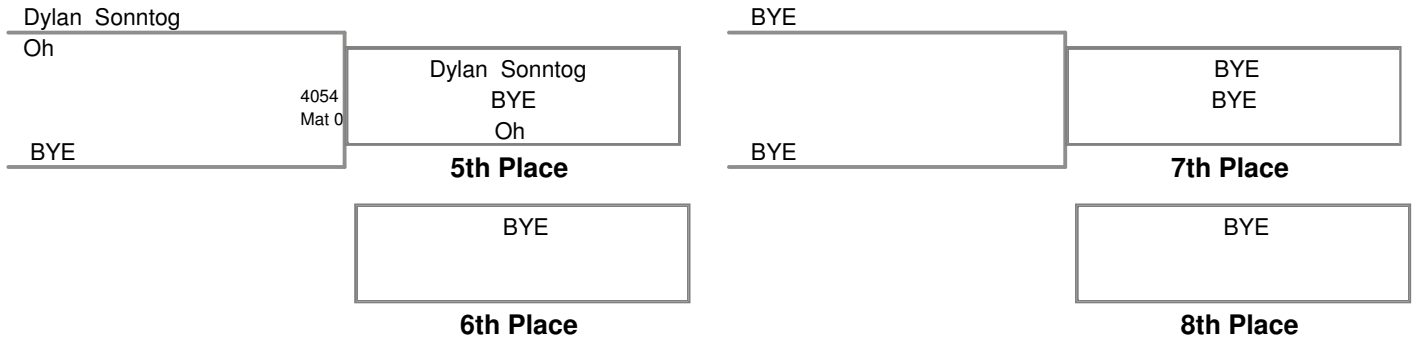 Dylan Sonntog
Oh
4054
Mat 0
BYE
Dylan Sonntog
BYE
Oh
5th Place
BYE
6th Place
BYE
BYE
BYE
BYE
7th Place
BYE
8th Place